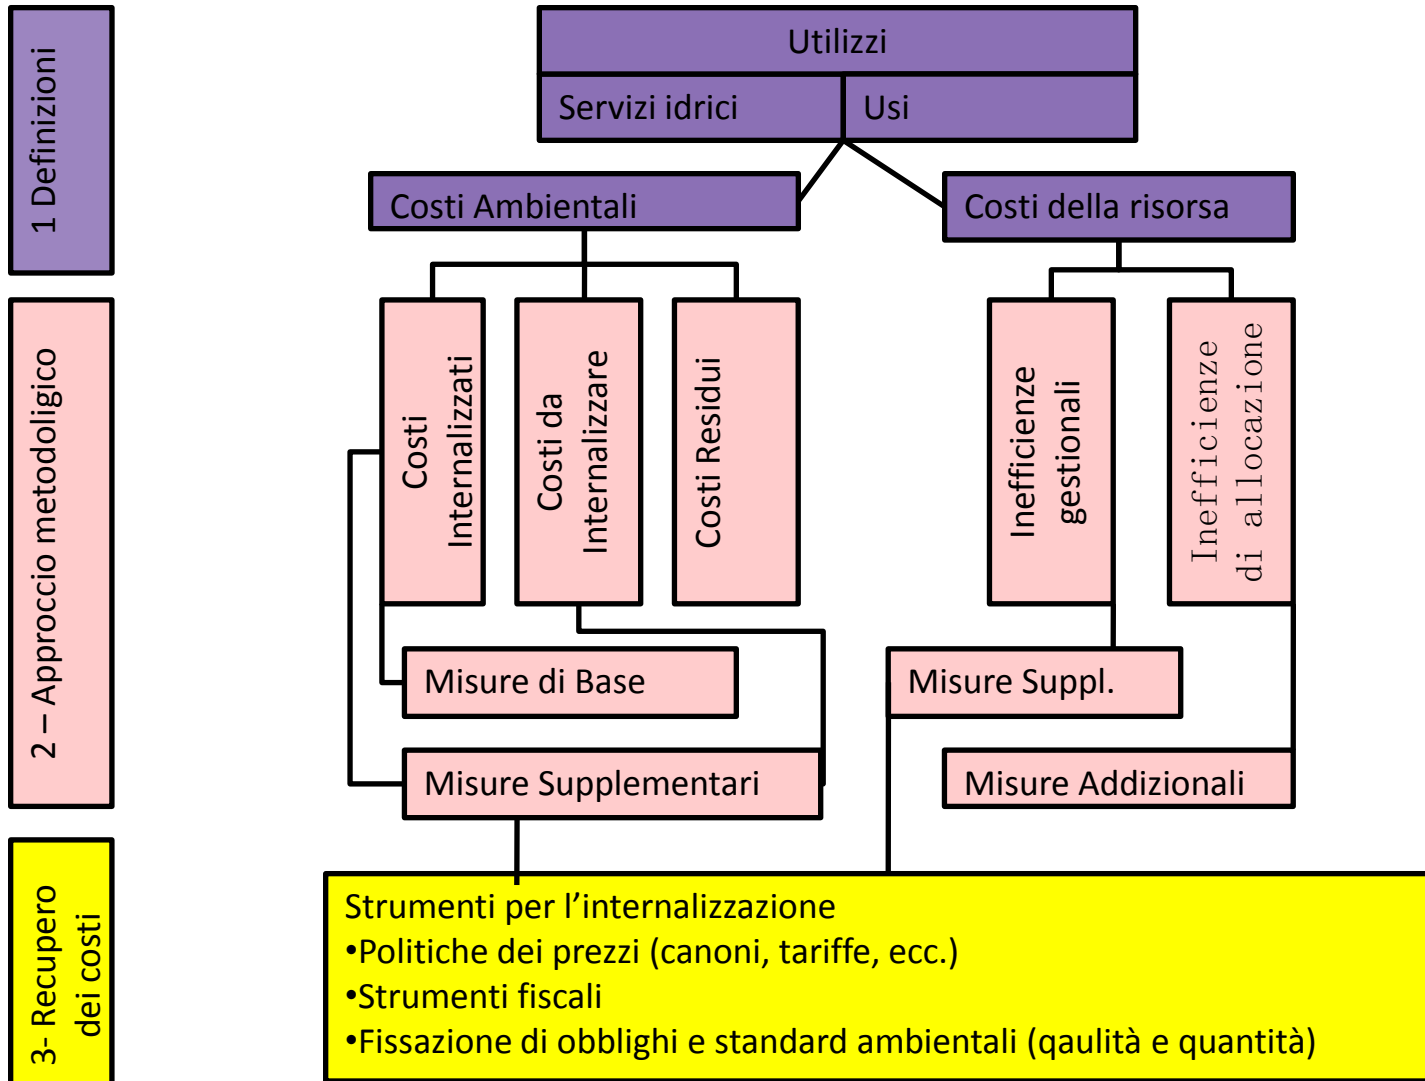 1 Definizioni
Utilizzi
Servizi idrici
Usi
Costi Ambientali
Costi della risorsa
2 – Approccio metodoligico
Costi
Internalizzati
Costi da
Internalizzare
Costi Residui
Inefficienze
gestionali
Inefficienze
di allocazione
Misure di Base
Misure Suppl.
Misure Supplementari
Misure Addizionali
3- Recupero
dei costi
Strumenti per l’internalizzazione
•Politiche dei prezzi (canoni, tariffe, ecc.)
•Strumenti fiscali
•Fissazione di obblighi e standard ambientali (qaulità e quantità)